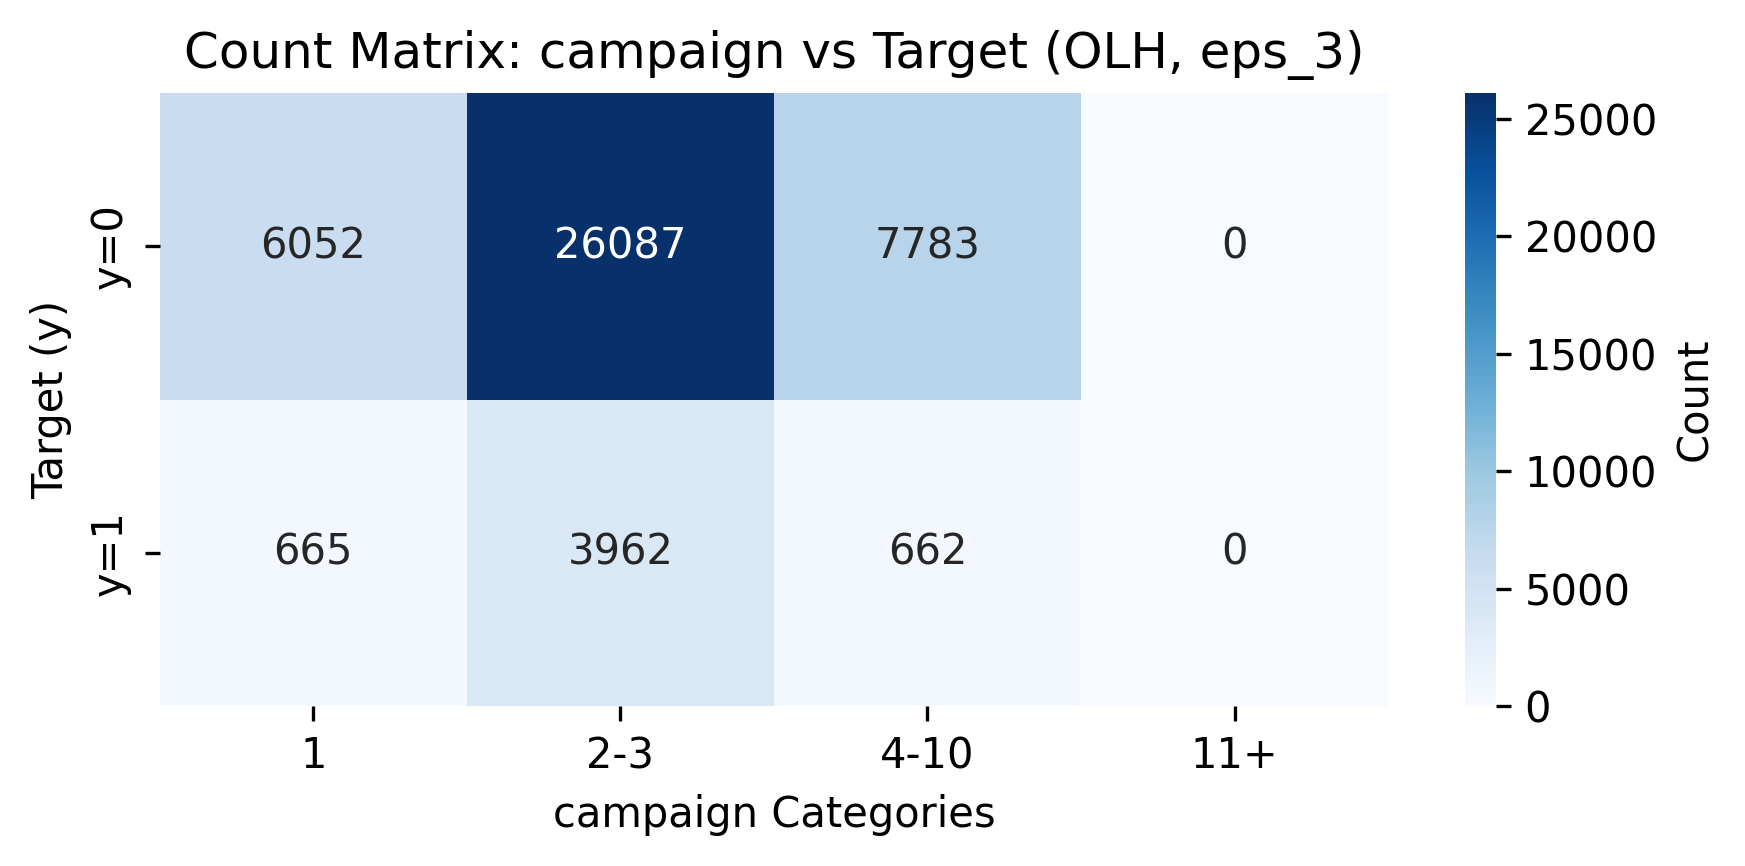 Count Matrix: campaign vs Target (OLH, eps_3)
Target (y)
y=0
6052 26087 7783 0
y=1
665 3962 662 0
1 2-3 4-10 11+
campaign Categories
25000
20000
15000
10000
5000
0
Count